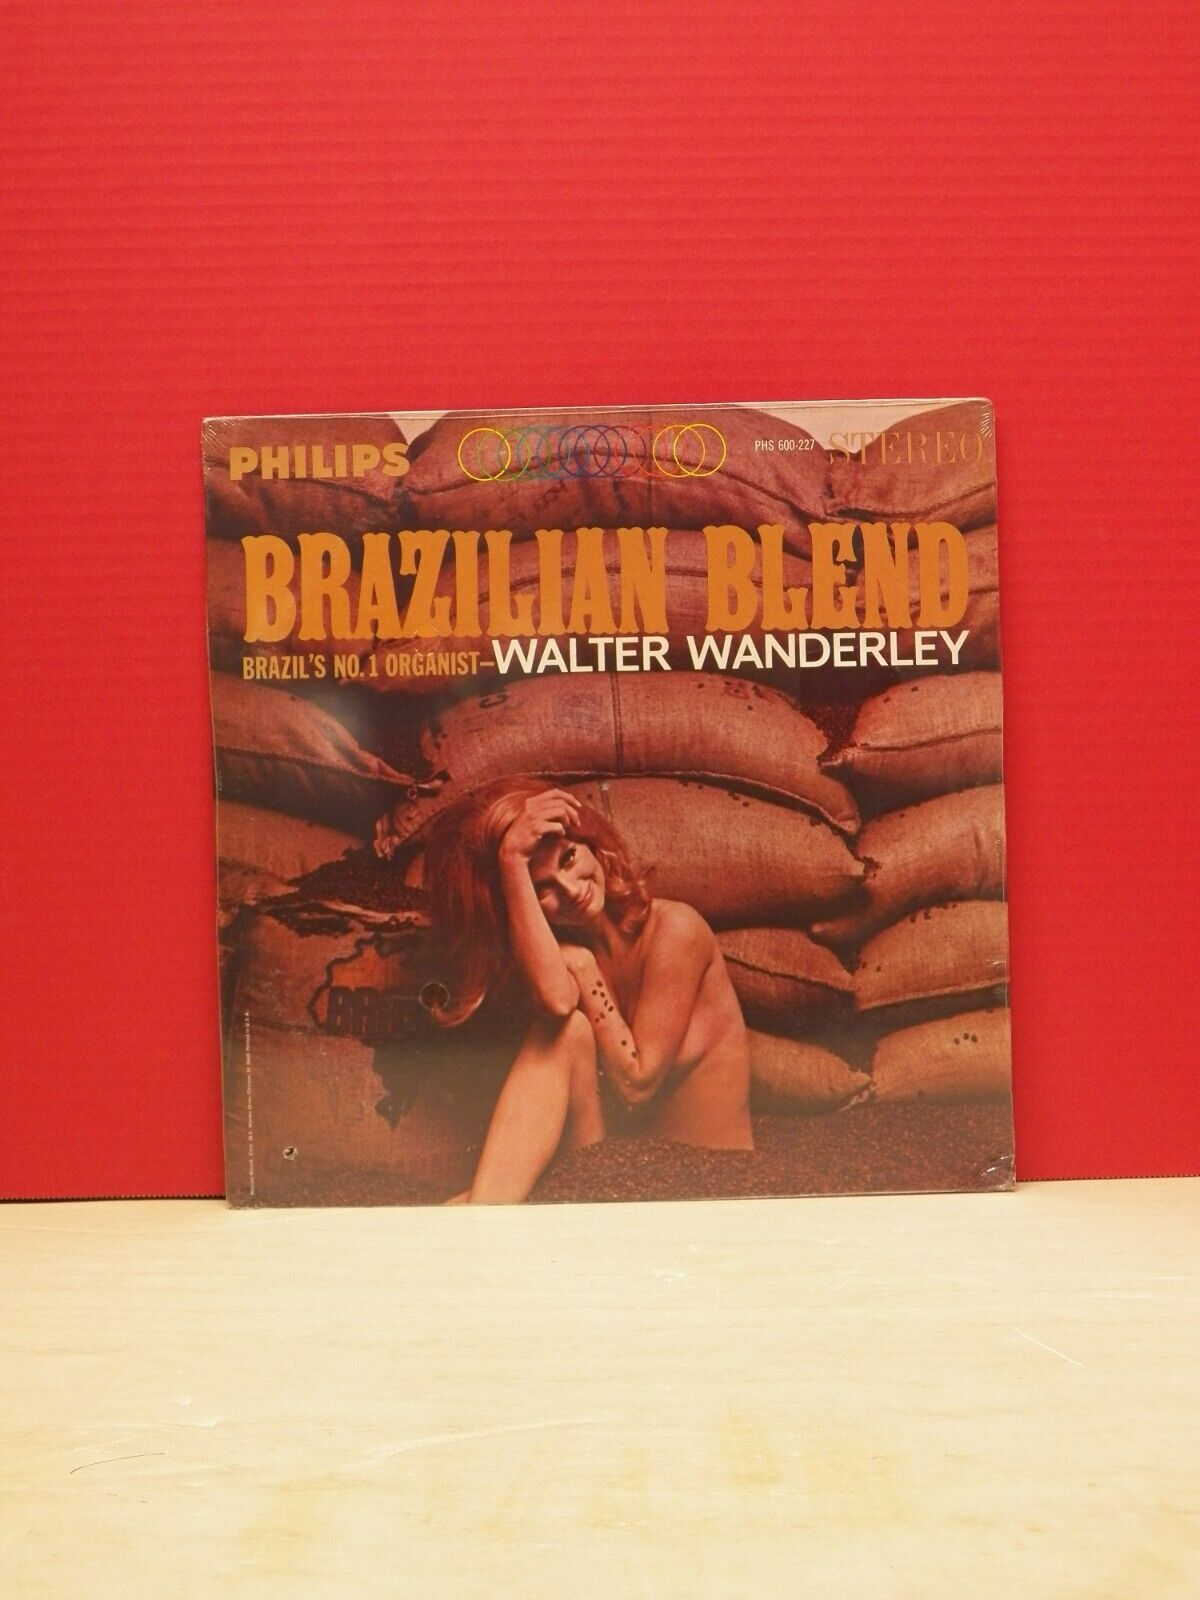 PHILIPS
PHS 600-227 STEREO
BRAZILIAN BLEND
BRAZIL'S NO. 1 ORGANIST—WALTER WANDERLEY